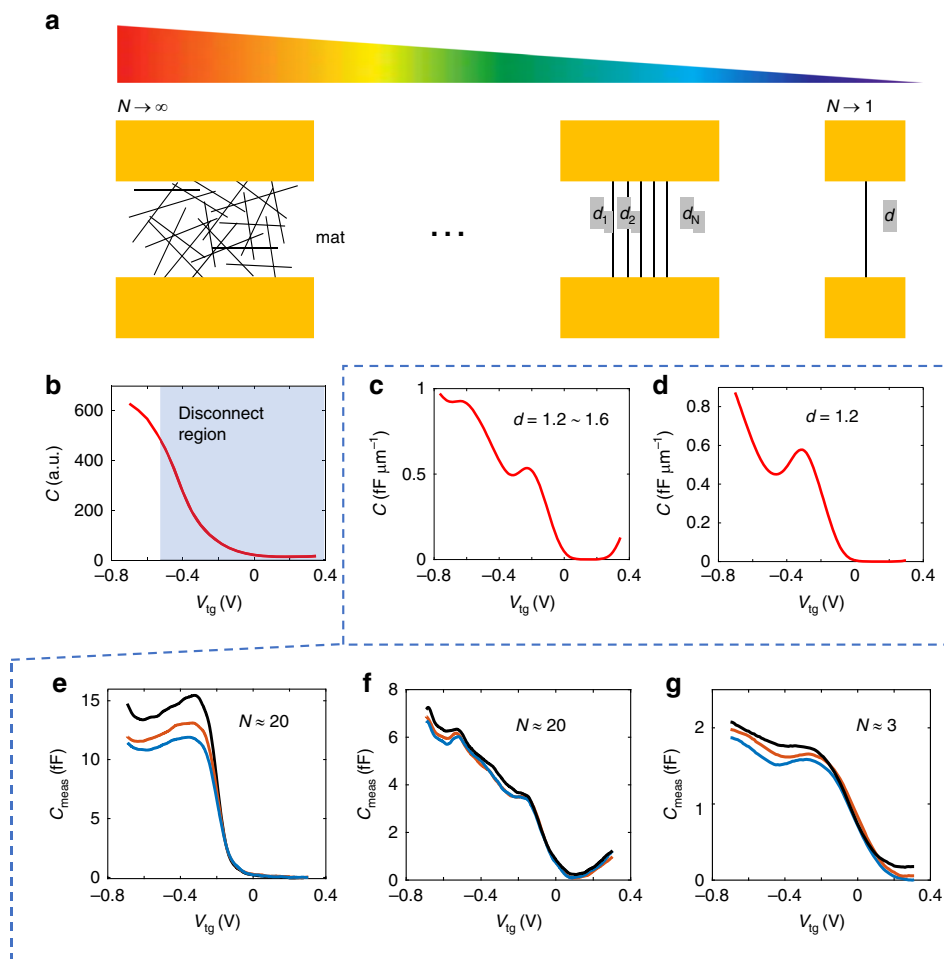 a
N → ∞
N → 1
mat
...
d1
d2
dN
d
b
Disconnect
region
C (a.u.)
600
400
200
0
−0.8
−0.4
0
0.4
Vtg (V)
c
d = 1.2 ~ 1.6
C (fF μm−1)
1
0.5
0
−0.8
−0.4
0
0.4
Vtg (V)
d
d = 1.2
C (fF μm−1)
0.8
0.6
0.4
0.2
0
−0.8
−0.4
0
0.4
Vtg (V)
e
N ≈ 20
Cmeas (fF)
15
10
5
0
−0.8
−0.4
0
0.4
Vtg (V)
f
N ≈ 20
Cmeas (fF)
8
6
4
2
0
−0.8
−0.4
0
0.4
Vtg (V)
g
N ≈ 3
Cmeas (fF)
2
1
0
−0.8
−0.4
0
0.4
Vtg (V)